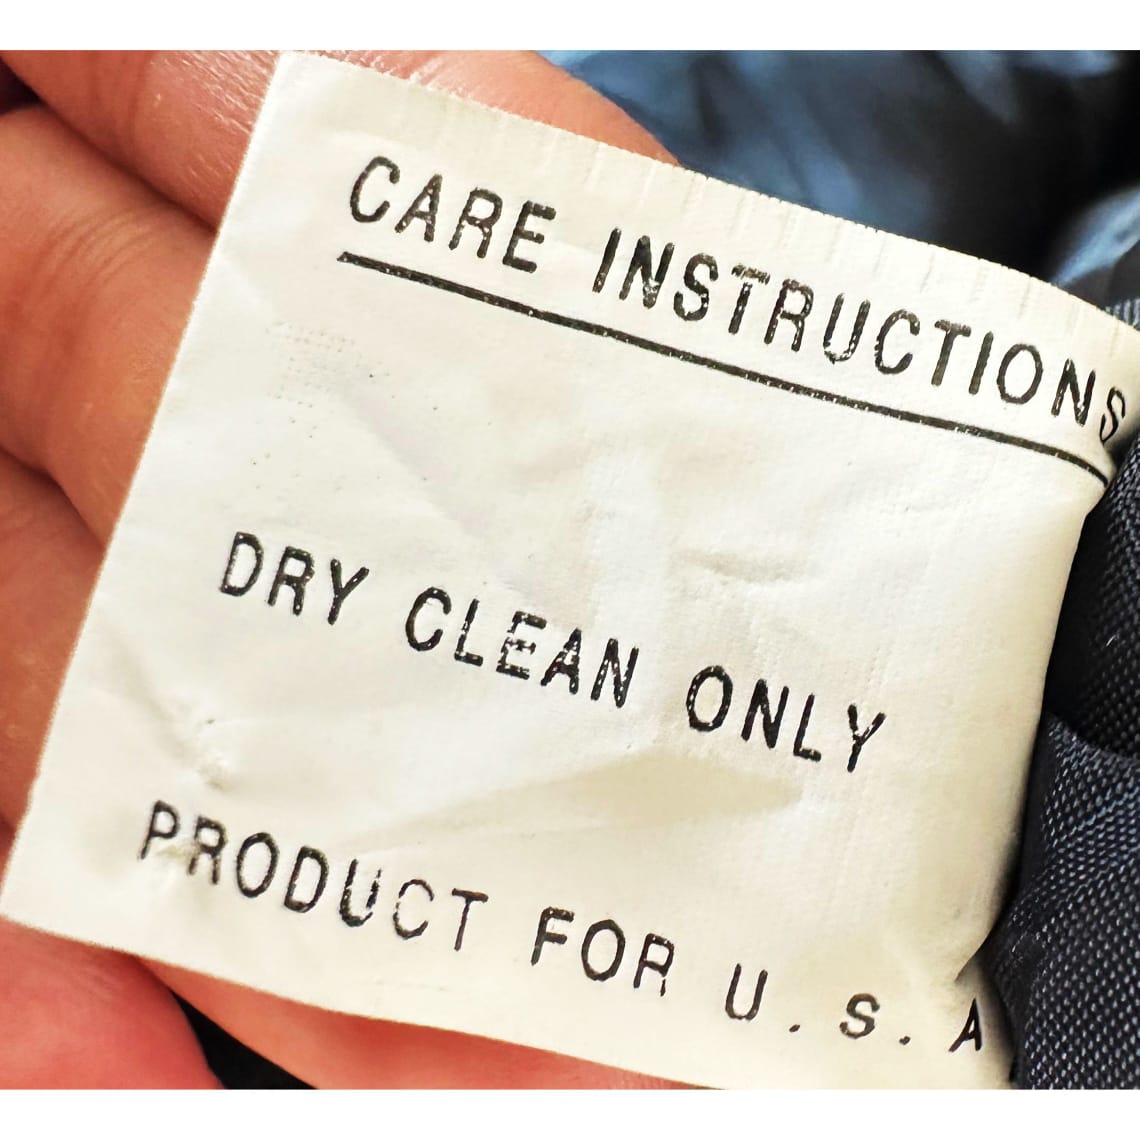 CARE INSTRUCTIONS
DRY CLEAN ONLY
PRODUCT FOR U.S.A